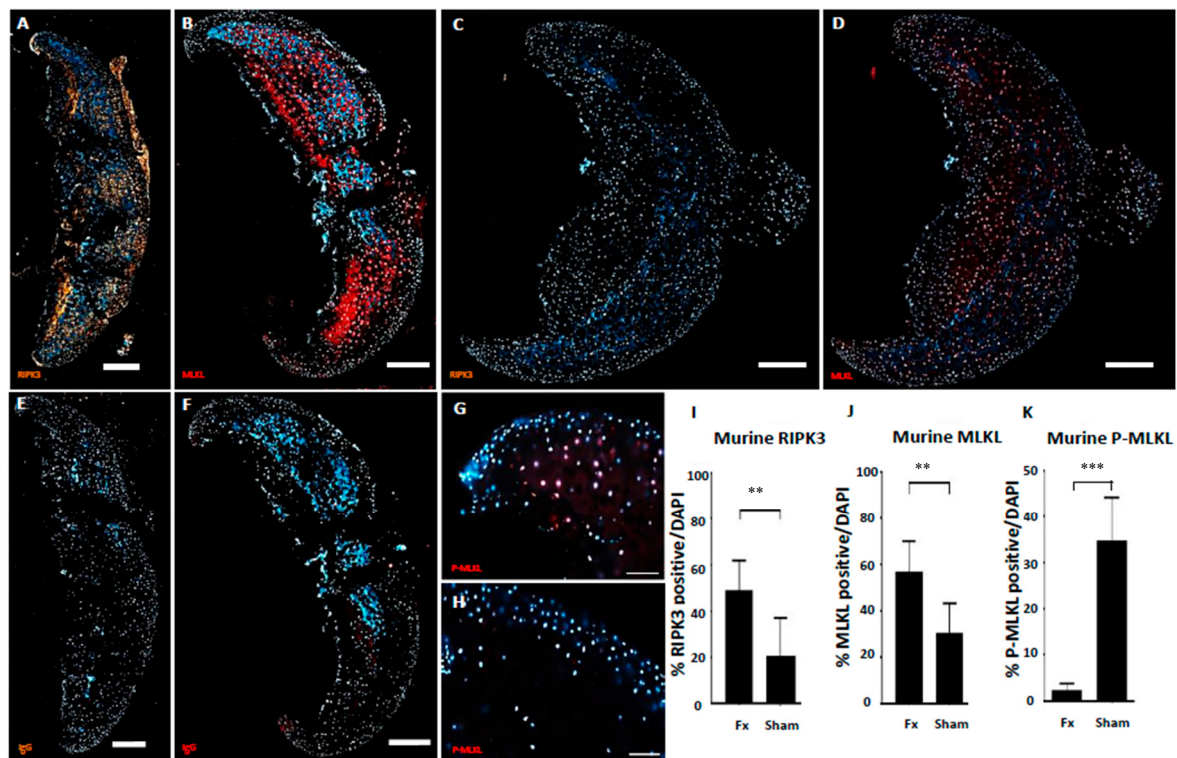 A
B
C
D
RIPK3
MLKL
RIPK3
MLKL
E
F
G
H
IgG
IgG
P-MLKL
P-MLKL
I
Murine RIPK3
% RIPK3 positive/DAPI
100
80
60
40
20
0
**
Fx Sham
J
Murine MLKL
% MLKL positive/DAPI
100
80
60
40
20
0
**
Fx Sham
K
Murine P-MLKL
% P-MLKL positive/DAPI
50
40
30
20
10
0
***
Fx Sham